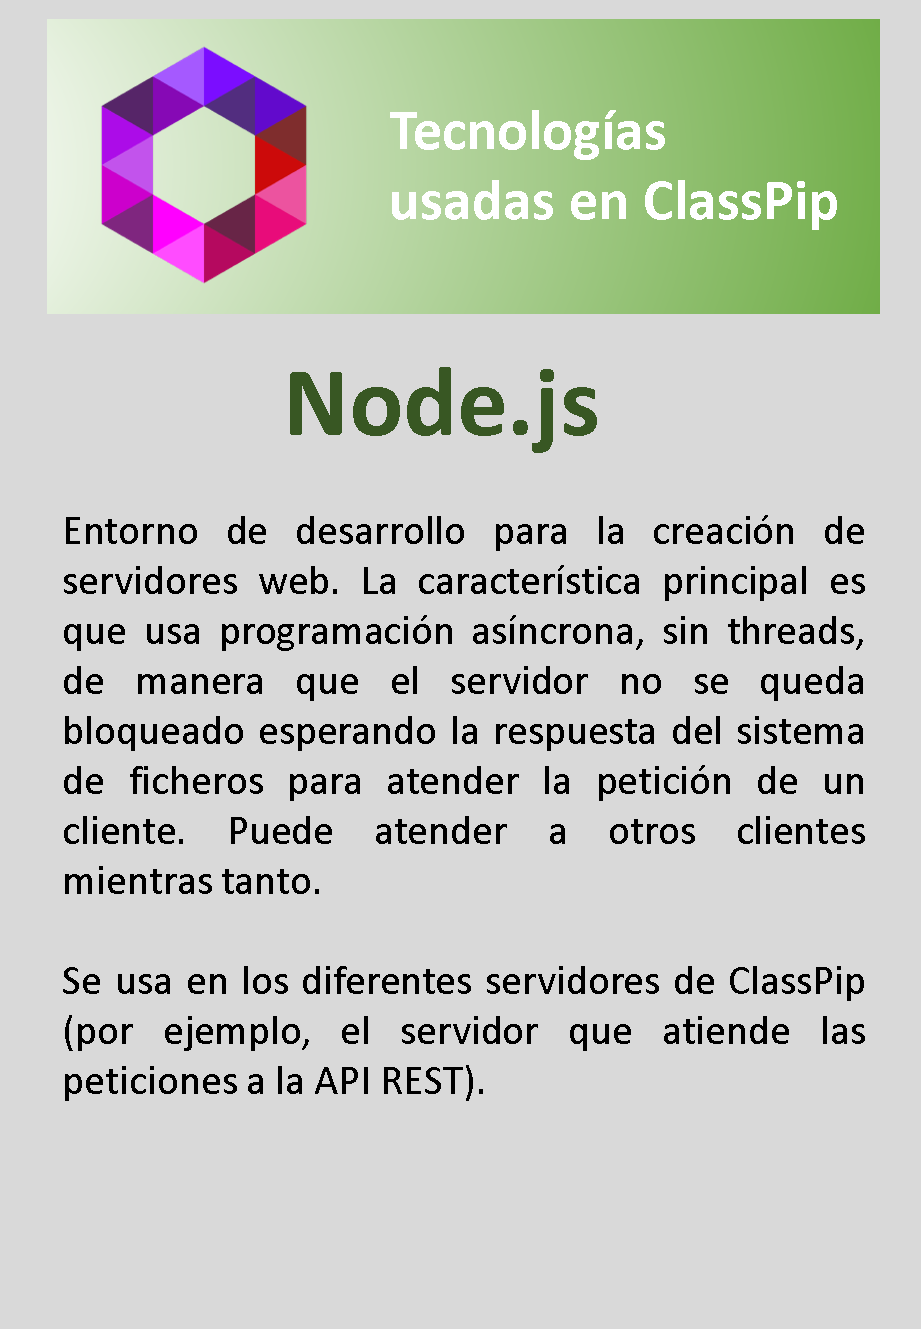 Tecnologías
usadas en ClassPip
Node.js
Entorno de desarrollo para la creación de
servidores web. La característica principal es
que usa programación asíncrona, sin threads,
de manera que el servidor no se queda
bloqueado esperando la respuesta del sistema
de ficheros para atender la petición de un
cliente. Puede atender a otros clientes
mientras tanto.
Se usa en los diferentes servidores de ClassPip
(por ejemplo, el servidor que atiende las
peticiones a la API REST).